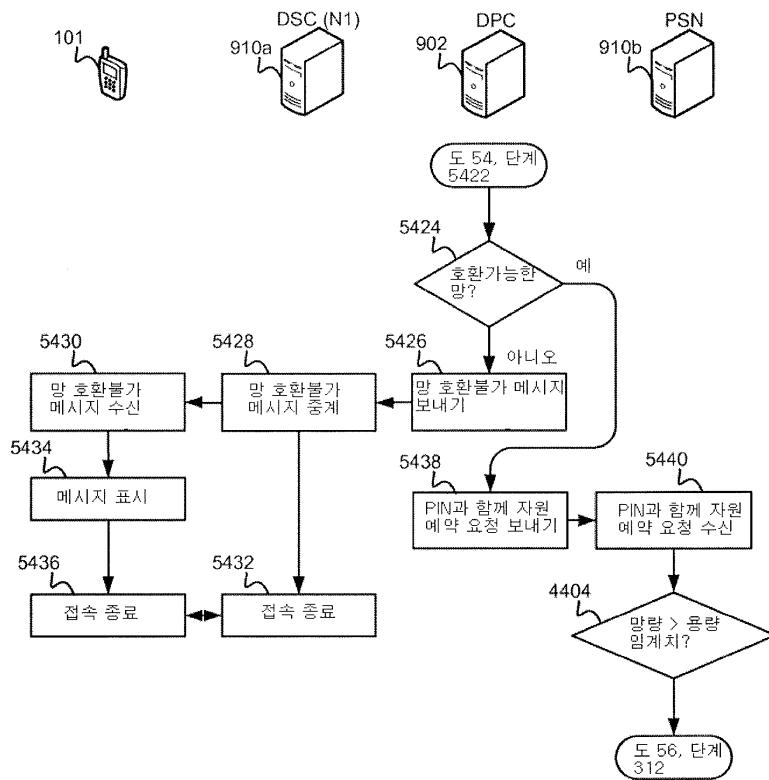 DSC (N1)
DPC
PSN
101
910a
902
910b
도 54, 단계
5422
5424
호환가능한
망?
예
아니오
5430
망 호환불가
메시지 수신
5428
망 호환불가
메시지 중계
5426
망 호환불가 메시지
보내기
5434
메시지 표시
5438
PIN과 함께 자원
예약 요청 보내기
5440
PIN과 함께 자원
예약 요청 수신
5436
접속 종료
5432
접속 종료
4404
망량 > 용량
임계치?
도 56, 단계
312